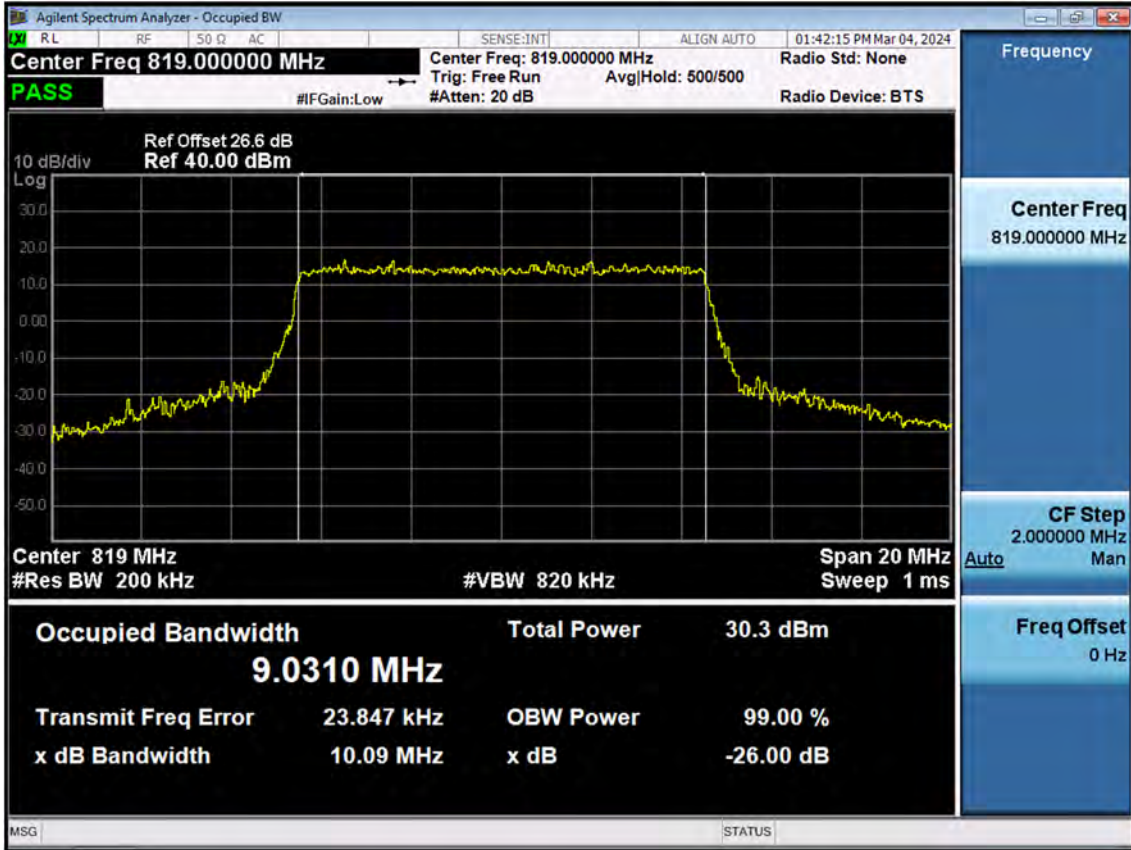 Agilent Spectrum Analyzer - Occupied BW
LXI RL RF 50 Ω AC SENSE:INT ALIGN AUTO 01:42:15 PM Mar 04, 2024
Center Freq 819.000000 MHz
Center Freq: 819.000000 MHz
Radio Std: None
Trig: Free Run Avg|Hold: 500/500
PASS
#IFGain:Low
#Atten: 20 dB
Radio Device: BTS
Frequency
Ref Offset 26.6 dB
10 dB/div Ref 40.00 dBm
Log
30.0
20.0
10.0
0.00
-10.0
-20.0
-30.0
-40.0
-50.0
Center 819 MHz Span 20 MHz
#Res BW 200 kHz #VBW 820 kHz Sweep 1 ms
Center Freq
819.000000 MHz
CF Step
2.000000 MHz
Auto Man
Freq Offset
0 Hz
Occupied Bandwidth Total Power 30.3 dBm
9.0310 MHz
Transmit Freq Error 23.847 kHz OBW Power 99.00 %
x dB Bandwidth 10.09 MHz x dB -26.00 dB
MSG STATUS